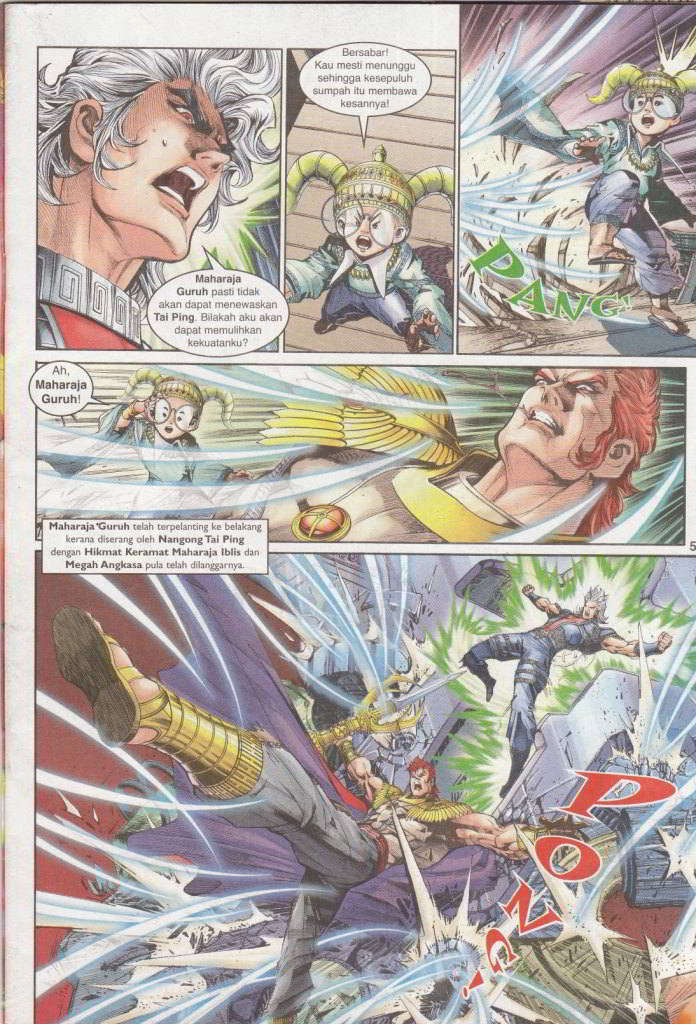 Maharaja
Guruh pasti tidak
akan dapat menewaskan
Tai Ping. Bilakah aku akan
dapat memulihkan
kekuatanku?
Bersabar!
Kau mesti menunggu
sehingga kesepuluh
sumpah itu membawa
kesannya!
PANG!
Ah,
Maharaja
Guruh!
Maharaja Guruh telah terpelanting ke belakang
kerana diserang oleh Nangong Tai Ping
dengan Hikmat Keramat Maharaja Iblis dan
Megah Angkasa pula telah dilanggarnya.
5
PONG!